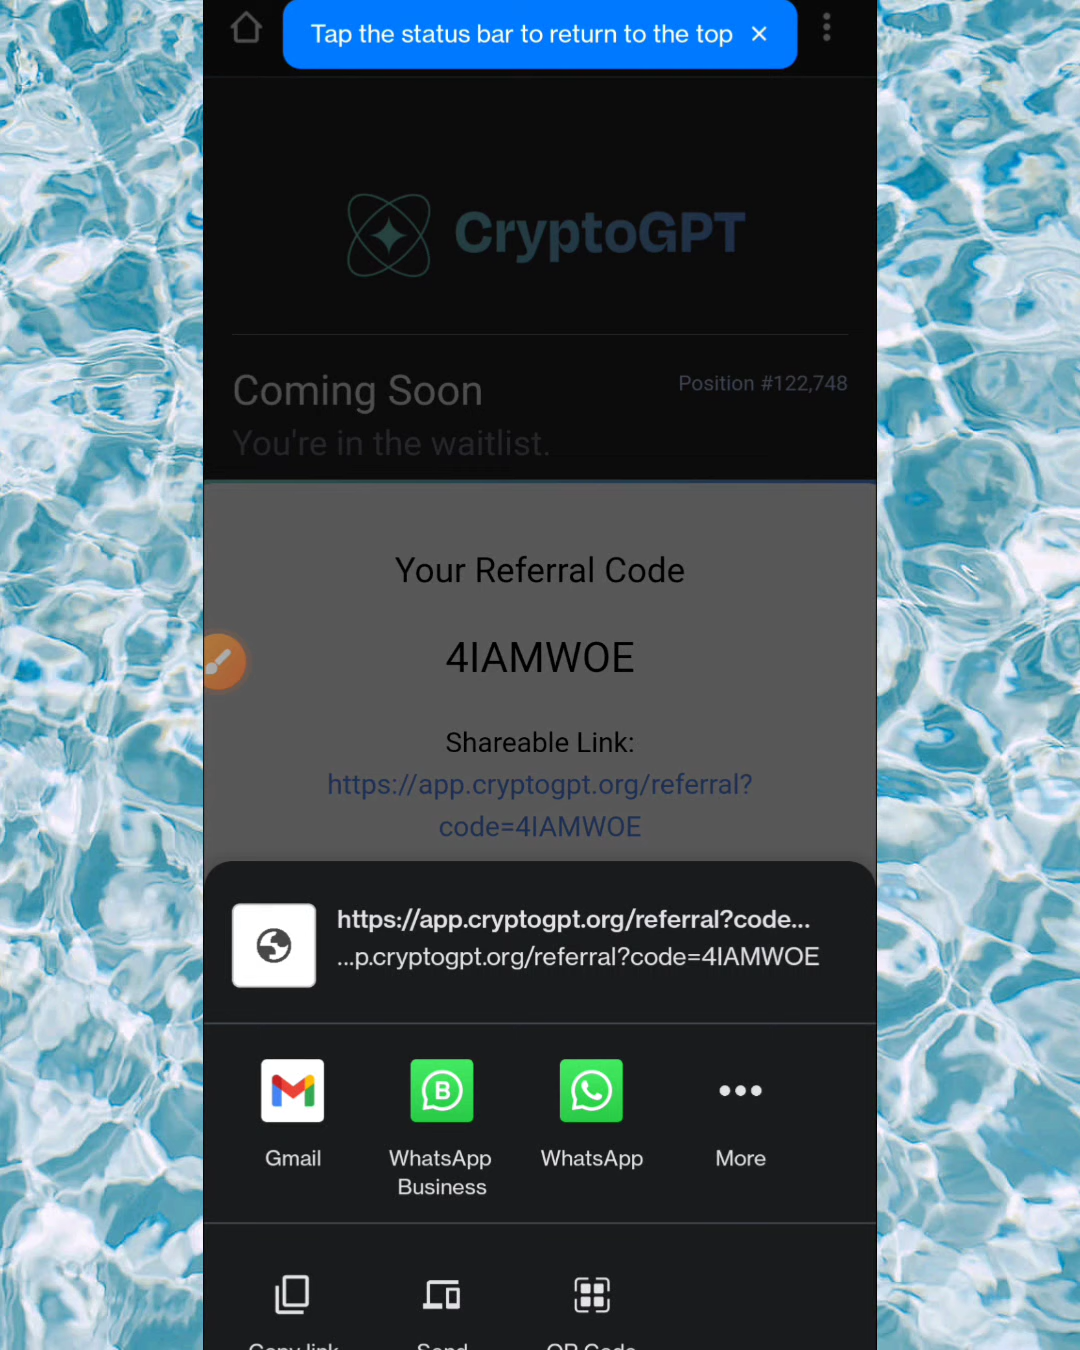 Tap the status bar to return to the top ×
CryptoGPT
Coming Soon
Position #122,748
You're in the waitlist.
Your Referral Code
4IAMWOE
Shareable Link:
https://app.cryptogpt.org/referral?
code=4IAMWOE
https://app.cryptogpt.org/referral?code...
...p.cryptogpt.org/referral?code=4IAMWOE
Gmail
WhatsApp
Business
WhatsApp
More
Copy link
Send
QR Code